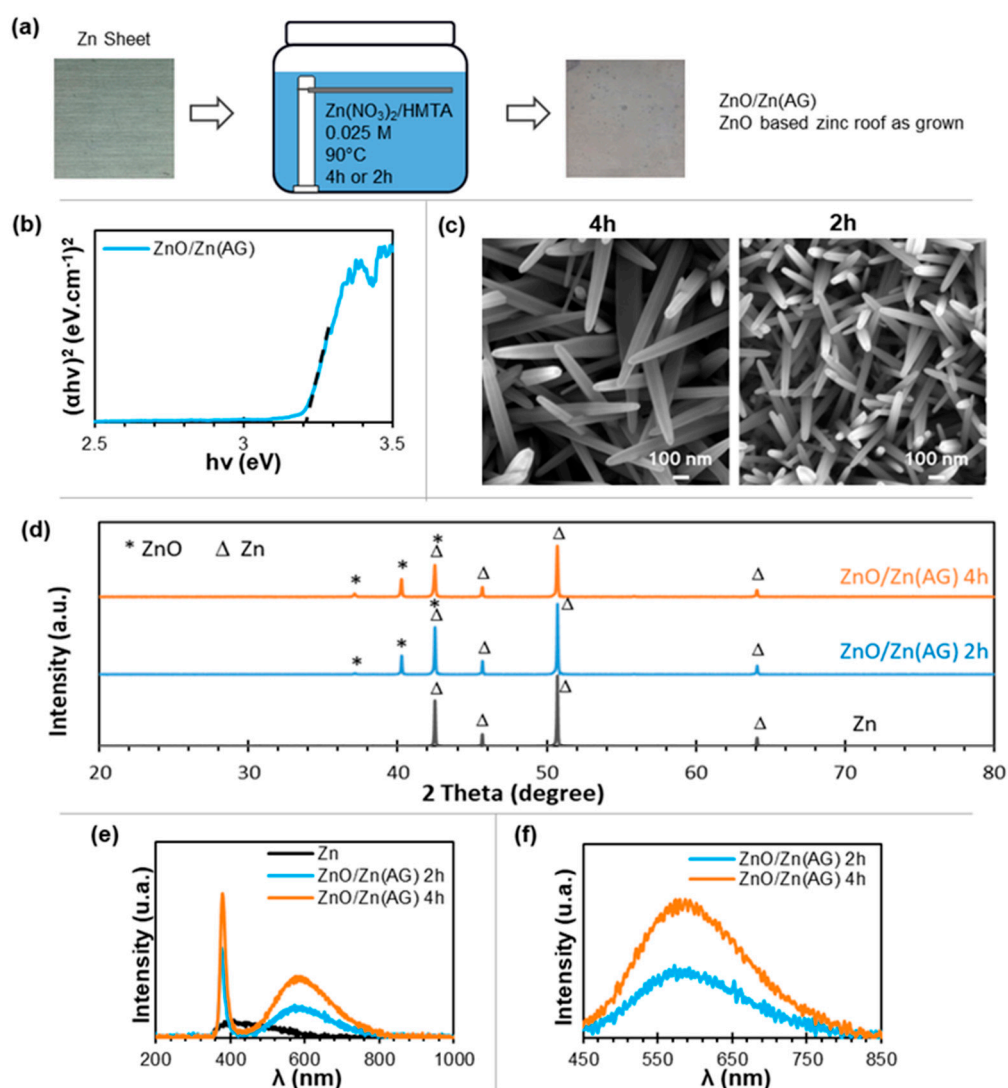 (a)
Zn Sheet
Zn(NO₃)₂/HMTA
0.025 M
90°C
4h or 2h
ZnO/Zn(AG)
ZnO based zinc roof as grown
(b)
ZnO/Zn(AG)
(αhν)² (eV.cm⁻¹)²
2.5 3 3.5
hν (eV)
(c)
4h 2h
100 nm 100 nm
(d)
* ZnO Δ Zn
* * * Δ Δ Δ Δ
ZnO/Zn(AG) 4h
* * * Δ Δ Δ Δ
ZnO/Zn(AG) 2h
Δ Δ Δ Δ
Zn
Intensity (a.u.)
20 30 40 50 60 70 80
2 Theta (degree)
(e)
Zn
ZnO/Zn(AG) 2h
ZnO/Zn(AG) 4h
Intensity (u.a.)
200 400 600 800 1000
λ (nm)
(f)
ZnO/Zn(AG) 2h
ZnO/Zn(AG) 4h
Intensity (u.a.)
450 550 650 750 850
λ (nm)